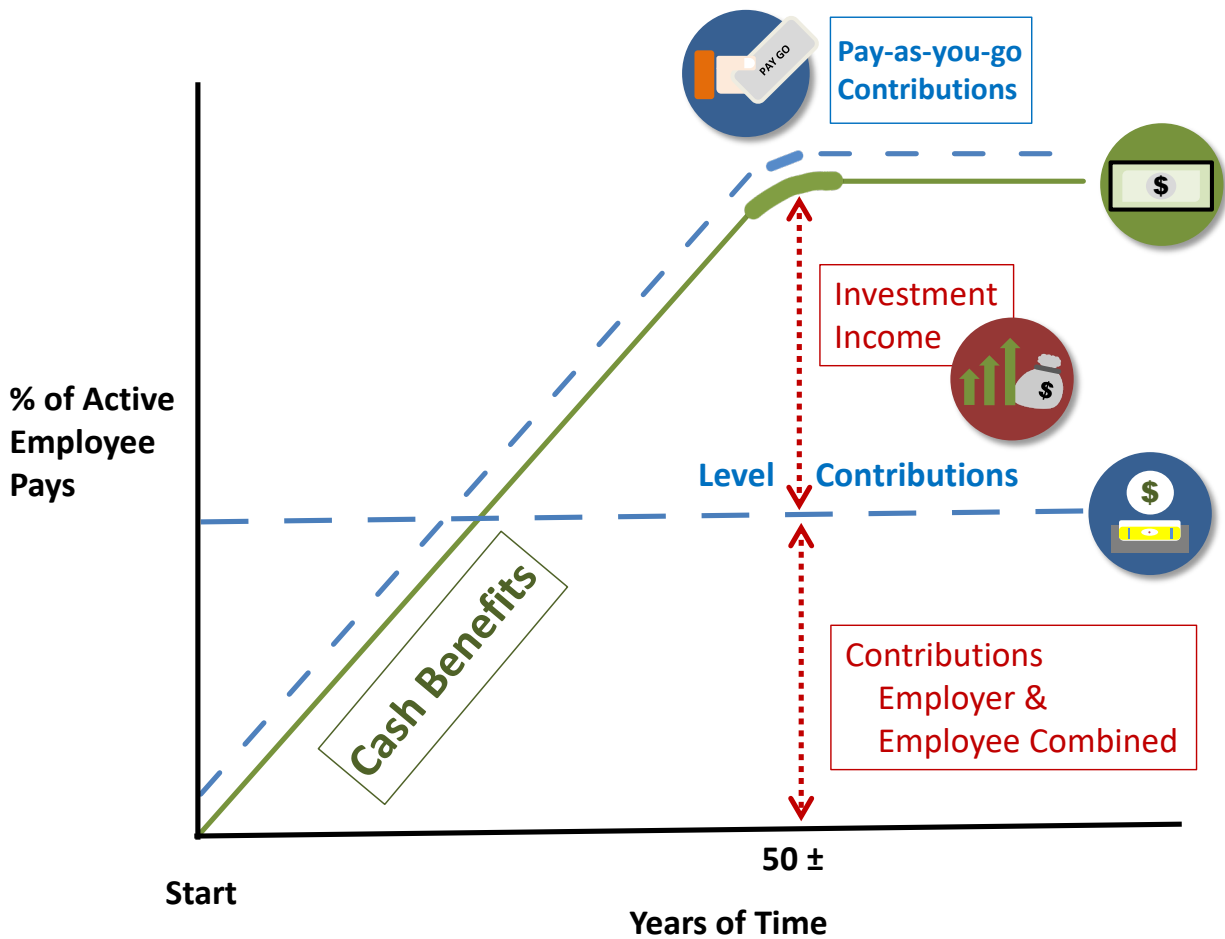 PAY GO
Pay-as-you-go
Contributions
$
Investment
Income
$
% of Active
Employee
Pays
Level Contributions
$
Cash Benefits
Contributions
Employer &
Employee Combined
50 ±
Start
Years of Time